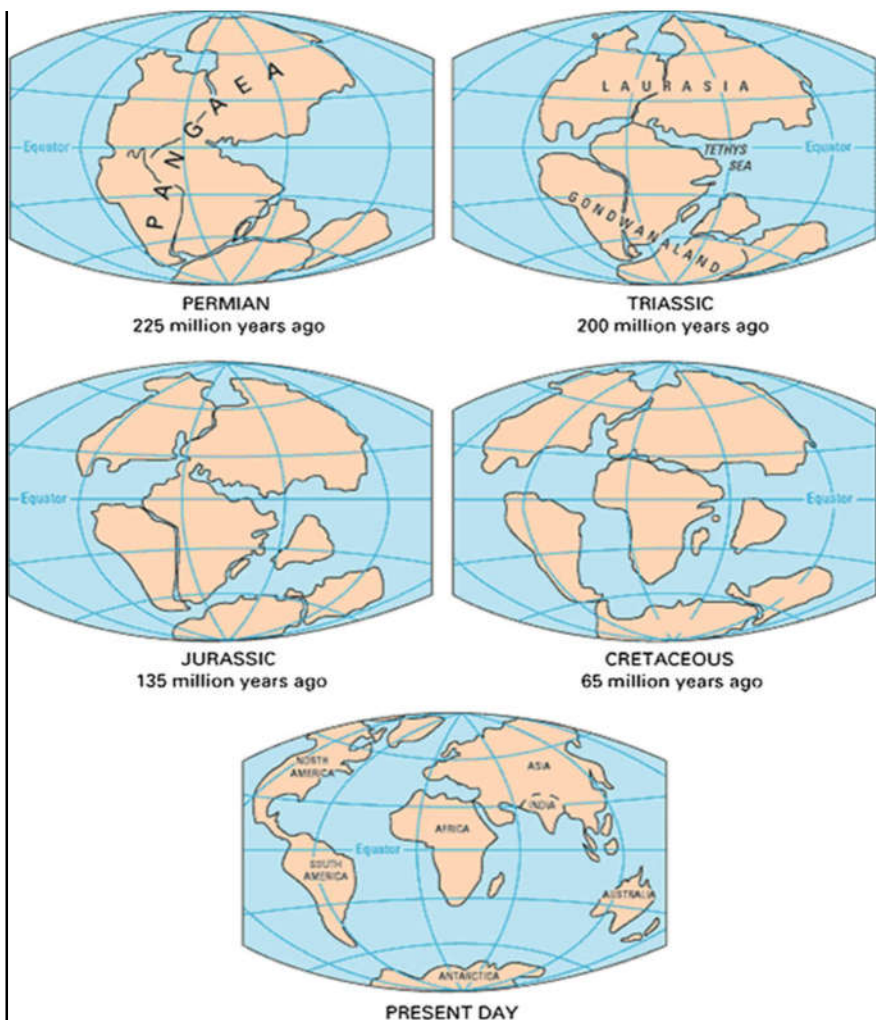 PANGAEA
Equator
PERMIAN
225 million years ago
LAURASIA
TETHYS
SEA
Equator
GONDWANALAND
TRIASSIC
200 million years ago
Equator
JURASSIC
135 million years ago
Equator
CRETACEOUS
65 million years ago
NORTH
AMERICA
ASIA
INDIA
AFRICA
Equator
SOUTH
AMERICA
AUSTRALIA
ANTARCTICA
PRESENT DAY